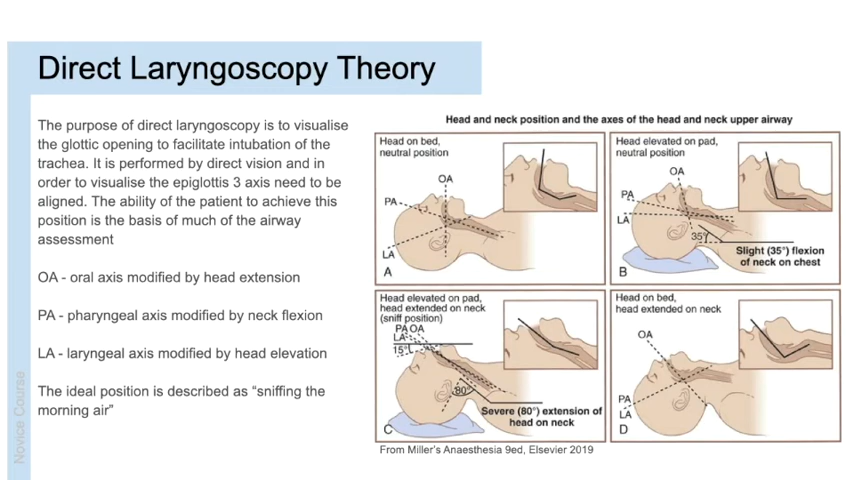 Direct Laryngoscopy Theory
The purpose of direct laryngoscopy is to visualise
the glottic opening to facilitate intubation of the
trachea. It is performed by direct vision and in
order to visualise the epiglottis 3 axis need to be
aligned. The ability of the patient to achieve this
position is the basis of much of the airway
assessment
OA - oral axis modified by head extension
PA - pharyngeal axis modified by neck flexion
LA - laryngeal axis modified by head elevation
The ideal position is described as “sniffing the
morning air”
Novice Course
Head and neck position and the axes of the head and neck upper airway
Head on bed,
neutral position
OA
PA
LA
A
Head elevated on pad,
neutral position
OA
PA
LA
35°
Slight (35°) flexion
of neck on chest
B
Head elevated on pad,
head extended on neck
(sniff position)
PA OA
LA
15°
80°
Severe (80°) extension of
head on neck
C
Head on bed,
head extended on neck
OA
PA
LA
D
From Miller's Anaesthesia 9ed, Elsevier 2019